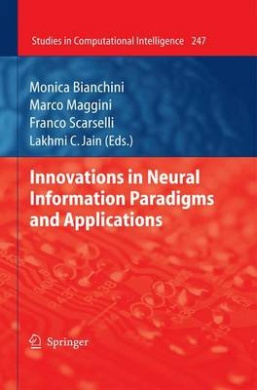 Studies in Computational Intelligence 247
Monica Bianchini
Marco Maggini
Franco Scarselli
Lakhmi C. Jain (Eds.)
Innovations in Neural
Information Paradigms
and Applications
Springer